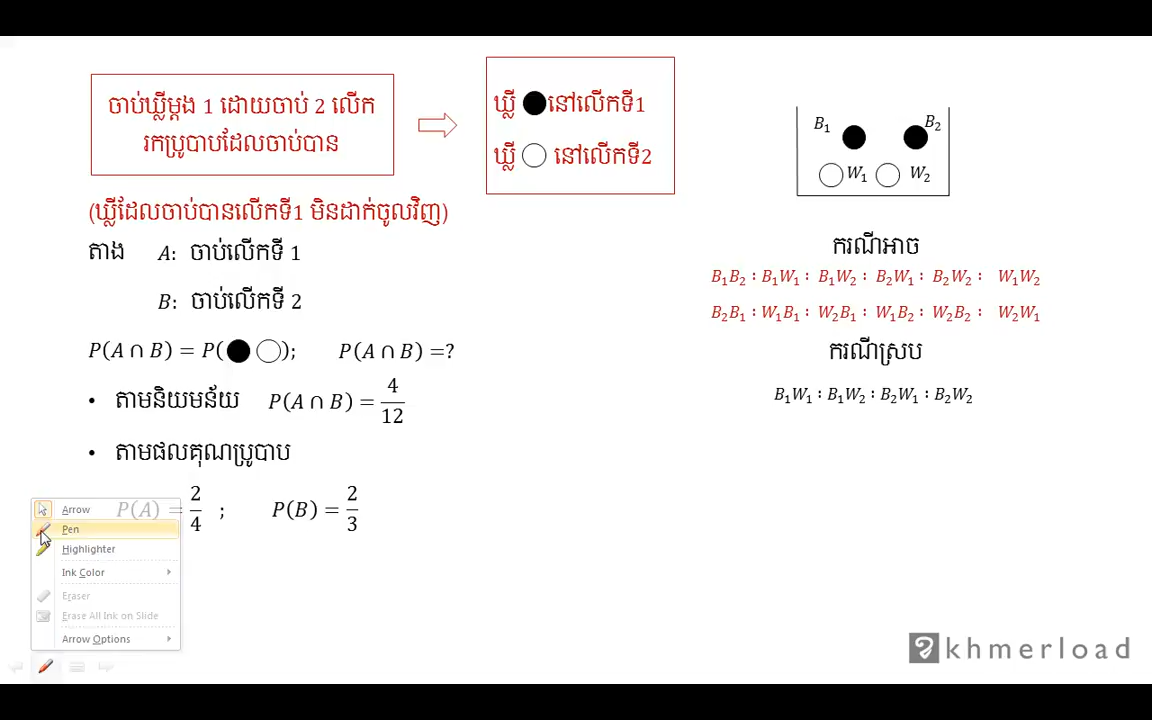 ចាប់ឃ្លីម្ដង 1 ដោយចាប់ 2 លើក
រកប្រូបាបដែលចាប់បាន
ឃ្លី ●នៅលើកទី1
ឃ្លី ○ នៅលើកទី2
B₁ B₂
W₁ W₂
(ឃ្លីដែលចាប់បានលើកទី1 មិនដាក់ចូលវិញ)
តាង A: ចាប់លើកទី 1
B: ចាប់លើកទី 2
P(A ∩ B) = P(●○); P(A ∩ B) =?
• តាមនិយមន័យ P(A ∩ B) = 4/12
• តាមផលគុណប្រូបាប
P(A) = 2/4 ; P(B) = 2/3
ករណីអាច
B₁B₂ : B₁W₁ : B₁W₂ : B₂W₁ : B₂W₂ : W₁W₂
B₂B₁ : W₁B₁ : W₂B₁ : W₁B₂ : W₂B₂ : W₂W₁
ករណីស្រប
B₁W₁ : B₁W₂ : B₂W₁ : B₂W₂
Arrow
Pen
Highlighter
Ink Color
Eraser
Erase All Ink on Slide
Arrow Options
khmerload